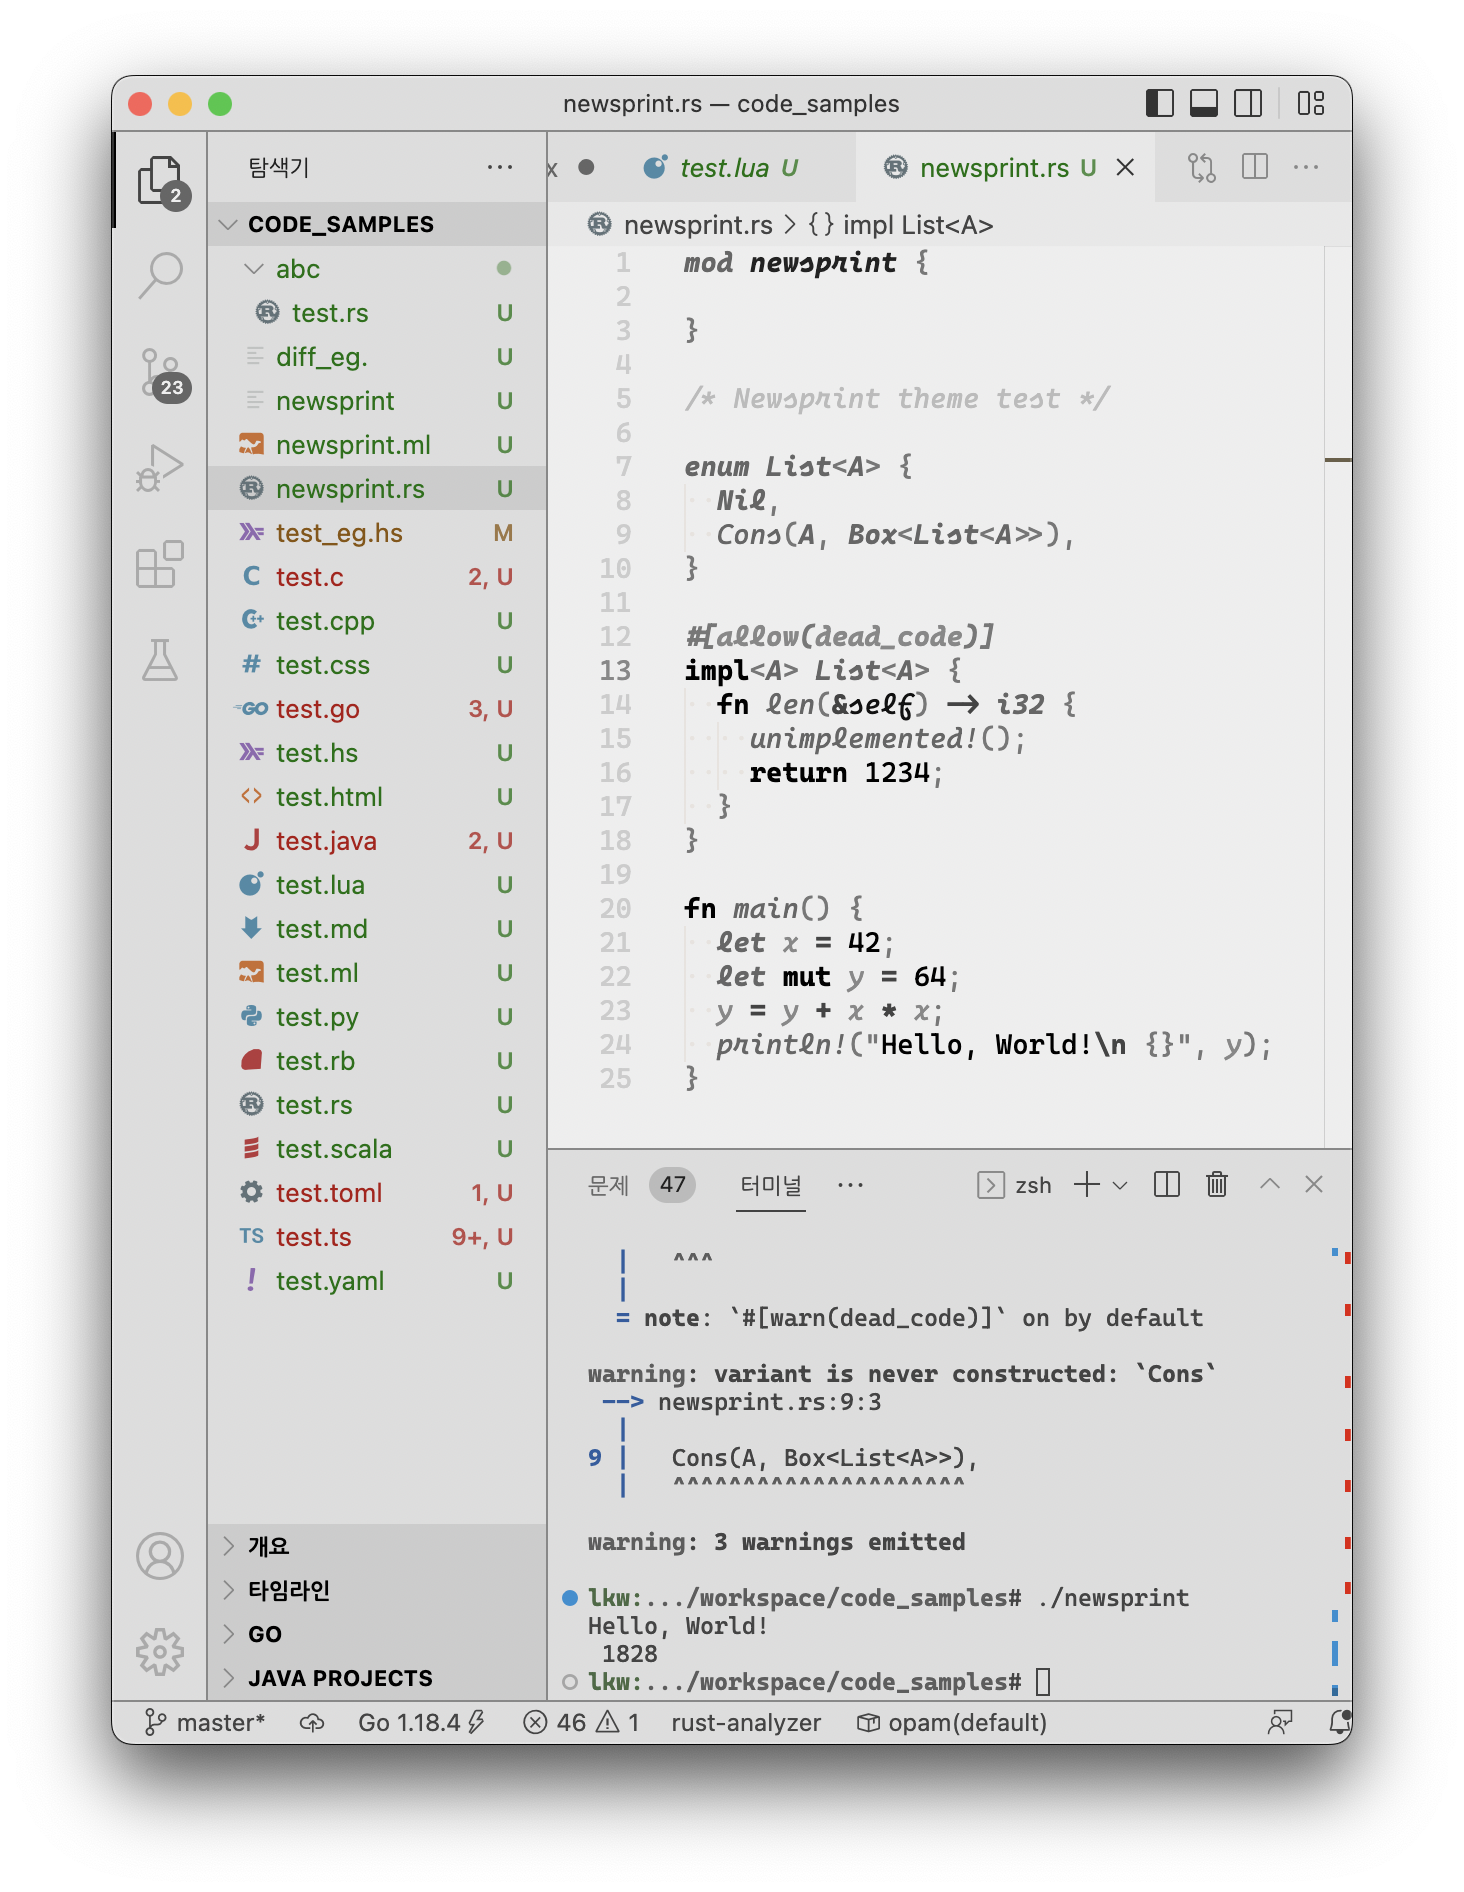 newsprint.rs — code_samples
2
23
탐색기 ···
CODE_SAMPLES
abc
test.rs U
diff_eg. U
newsprint U
newsprint.ml U
newsprint.rs U
test_eg.hs M
C test.c 2, U
test.cpp U
# test.css U
GO test.go 3, U
test.hs U
<> test.html U
J test.java 2, U
test.lua U
test.md U
test.ml U
test.py U
test.rb U
test.rs U
test.scala U
test.toml 1, U
TS test.ts 9+, U
! test.yaml U
개요
타임라인
GO
JAVA PROJECTS
x ● test.lua U newsprint.rs U ×
newsprint.rs > {} impl List<A>
1 mod newsprint {
2
3 }
4
5 /* Newsprint theme test */
6
7 enum List<A> {
8 Nil,
9 Cons(A, Box<List<A>>),
10 }
11
12 #[allow(dead_code)]
13 impl<A> List<A> {
14 fn len(&self) -> i32 {
15 unimplemented!();
16 return 1234;
17 }
18 }
19
20 fn main() {
21 let x = 42;
22 let mut y = 64;
23 y = y + x * x;
24 println!("Hello, World!\n {}", y);
25 }
문제 47 터미널 ··· zsh
| ^^^
|
= note: `#[warn(dead_code)]` on by default
warning: variant is never constructed: `Cons`
--> newsprint.rs:9:3
|
9 | Cons(A, Box<List<A>>),
| ^^^^^^^^^^^^^^^^^^^^^
warning: 3 warnings emitted
lkw:.../workspace/code_samples# ./newsprint
Hello, World!
1828
lkw:.../workspace/code_samples#
master* Go 1.18.4 46 1 rust-analyzer opam(default)